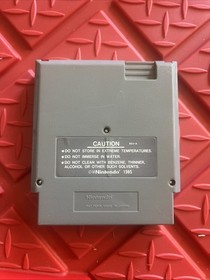 CAUTION
● DO NOT STORE IN EXTREME TEMPERATURES.
● DO NOT IMMERSE IN WATER.
● DO NOT CLEAN WITH BENZENE, THINNER,
ALCOHOL OR OTHER SUCH SOLVENTS.
©Nintendo 1985
Nintendo